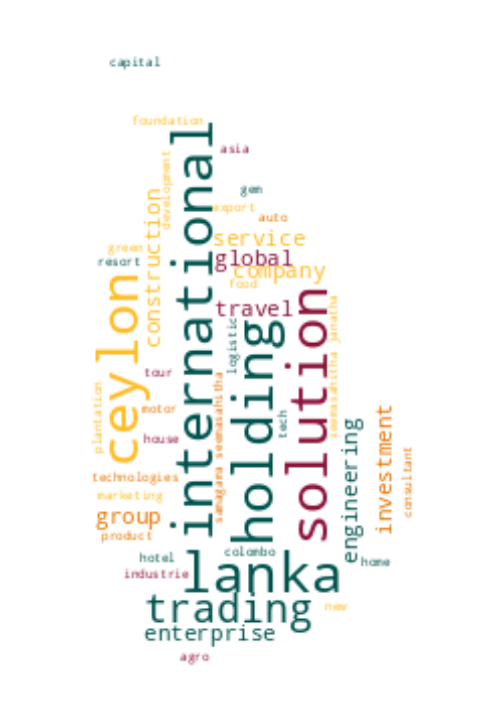 capital
foundation
international
asia
development
gem
construction
export
auto
service
green
resort
global
company
ceylon
food
solution
travel
seemasahitha janatha
holding
logistic
tour
samagara seemasahitha
plantation
motor
investment
tech
engineering
house
consultant
technologies
marketing
group
product
colombo
hotel
home
lanka
industrie
trading
new
enterprise
agro